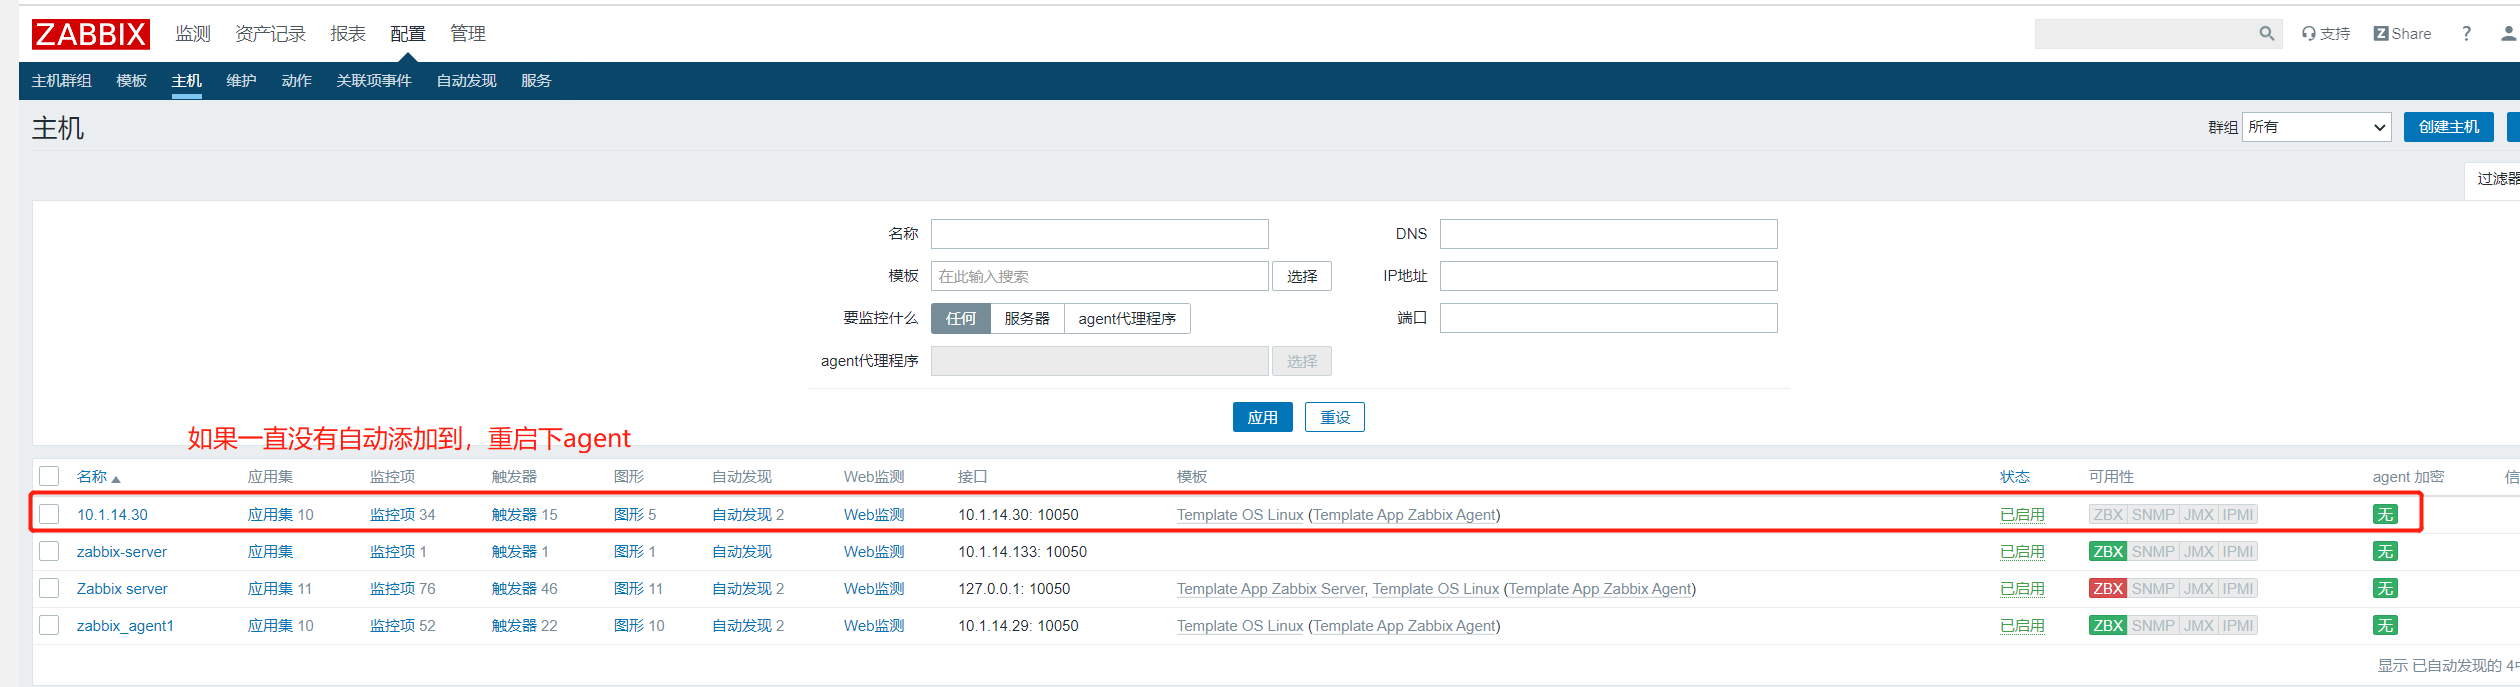 ZABBIX 监测 资产记录 报表 配置 管理 支持 Z Share ?
主机群组 模板 主机 维护 动作 关联项事件 自动发现 服务
主机 群组 所有 创建主机
过滤器
名称 DNS
模板 在此输入搜索 选择 IP地址
要监控什么 任何 服务器 agent代理程序 端口
agent代理程序 选择
应用 重设
如果一直没有自动添加到，重启下agent
名称 应用集 监控项 触发器 图形 自动发现 Web监测 接口 模板 状态 可用性 agent 加密 信
10.1.14.30 应用集 10 监控项 34 触发器 15 图形 5 自动发现 2 Web监测 10.1.14.30: 10050 Template OS Linux (Template App Zabbix Agent) 已启用 ZBX SNMP JMX IPMI 无
zabbix-server 应用集 监控项 1 触发器 1 图形 1 自动发现 Web监测 10.1.14.133: 10050 已启用 ZBX SNMP JMX IPMI 无
Zabbix server 应用集 11 监控项 76 触发器 46 图形 11 自动发现 2 Web监测 127.0.0.1: 10050 Template App Zabbix Server, Template OS Linux (Template App Zabbix Agent) 已启用 ZBX SNMP JMX IPMI 无
zabbix_agent1 应用集 10 监控项 52 触发器 22 图形 10 自动发现 2 Web监测 10.1.14.29: 10050 Template OS Linux (Template App Zabbix Agent) 已启用 ZBX SNMP JMX IPMI 无
显示 已自动发现的 4